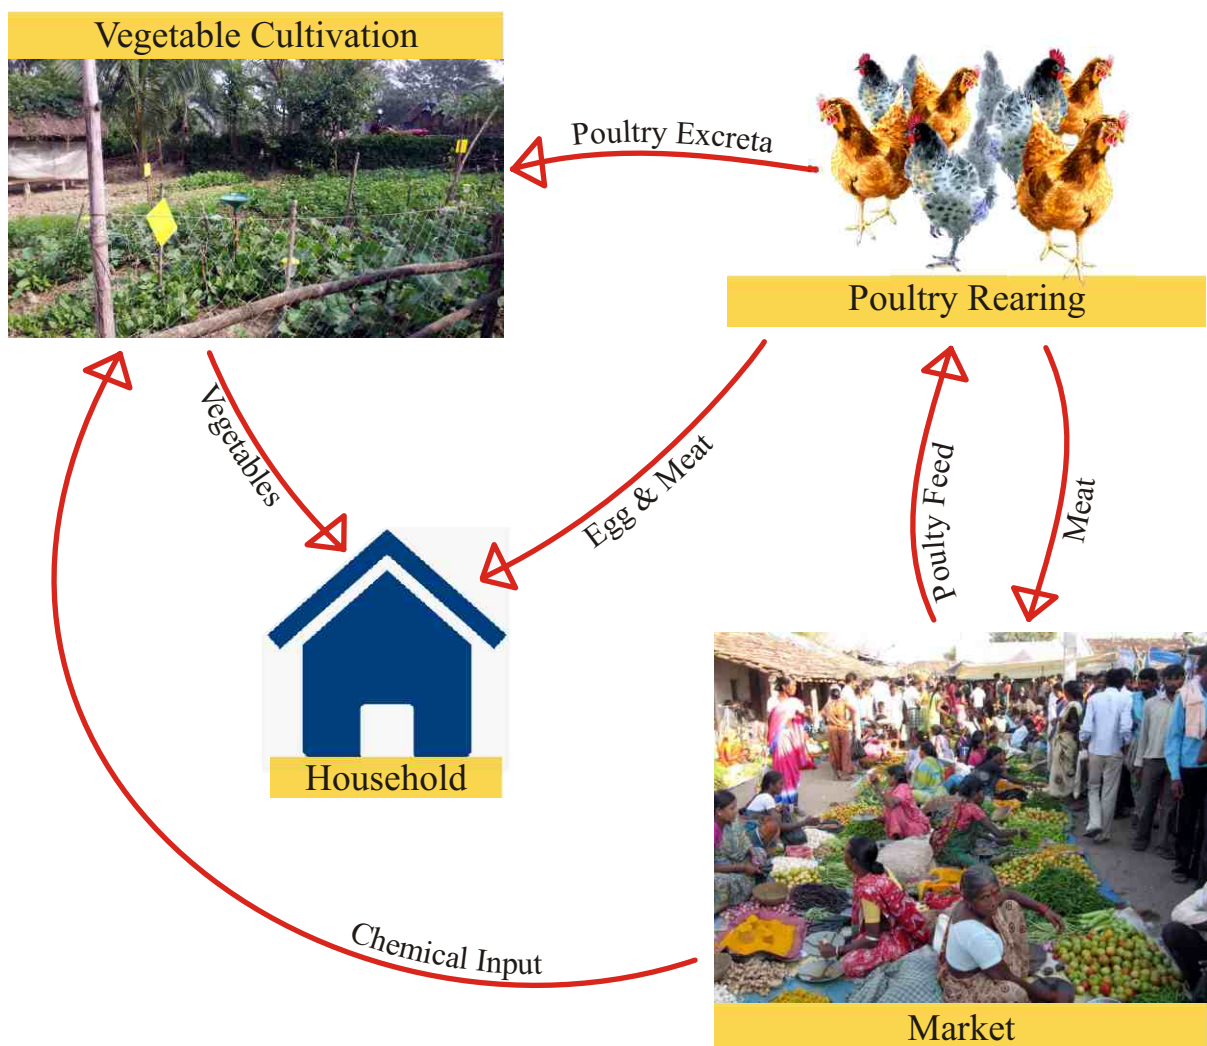 Vegetable Cultivation
Poultry Excreta
Poultry Rearing
Vegetables
Egg & Meat
Poulty Feed
Meat
Household
Chemical Input
Market